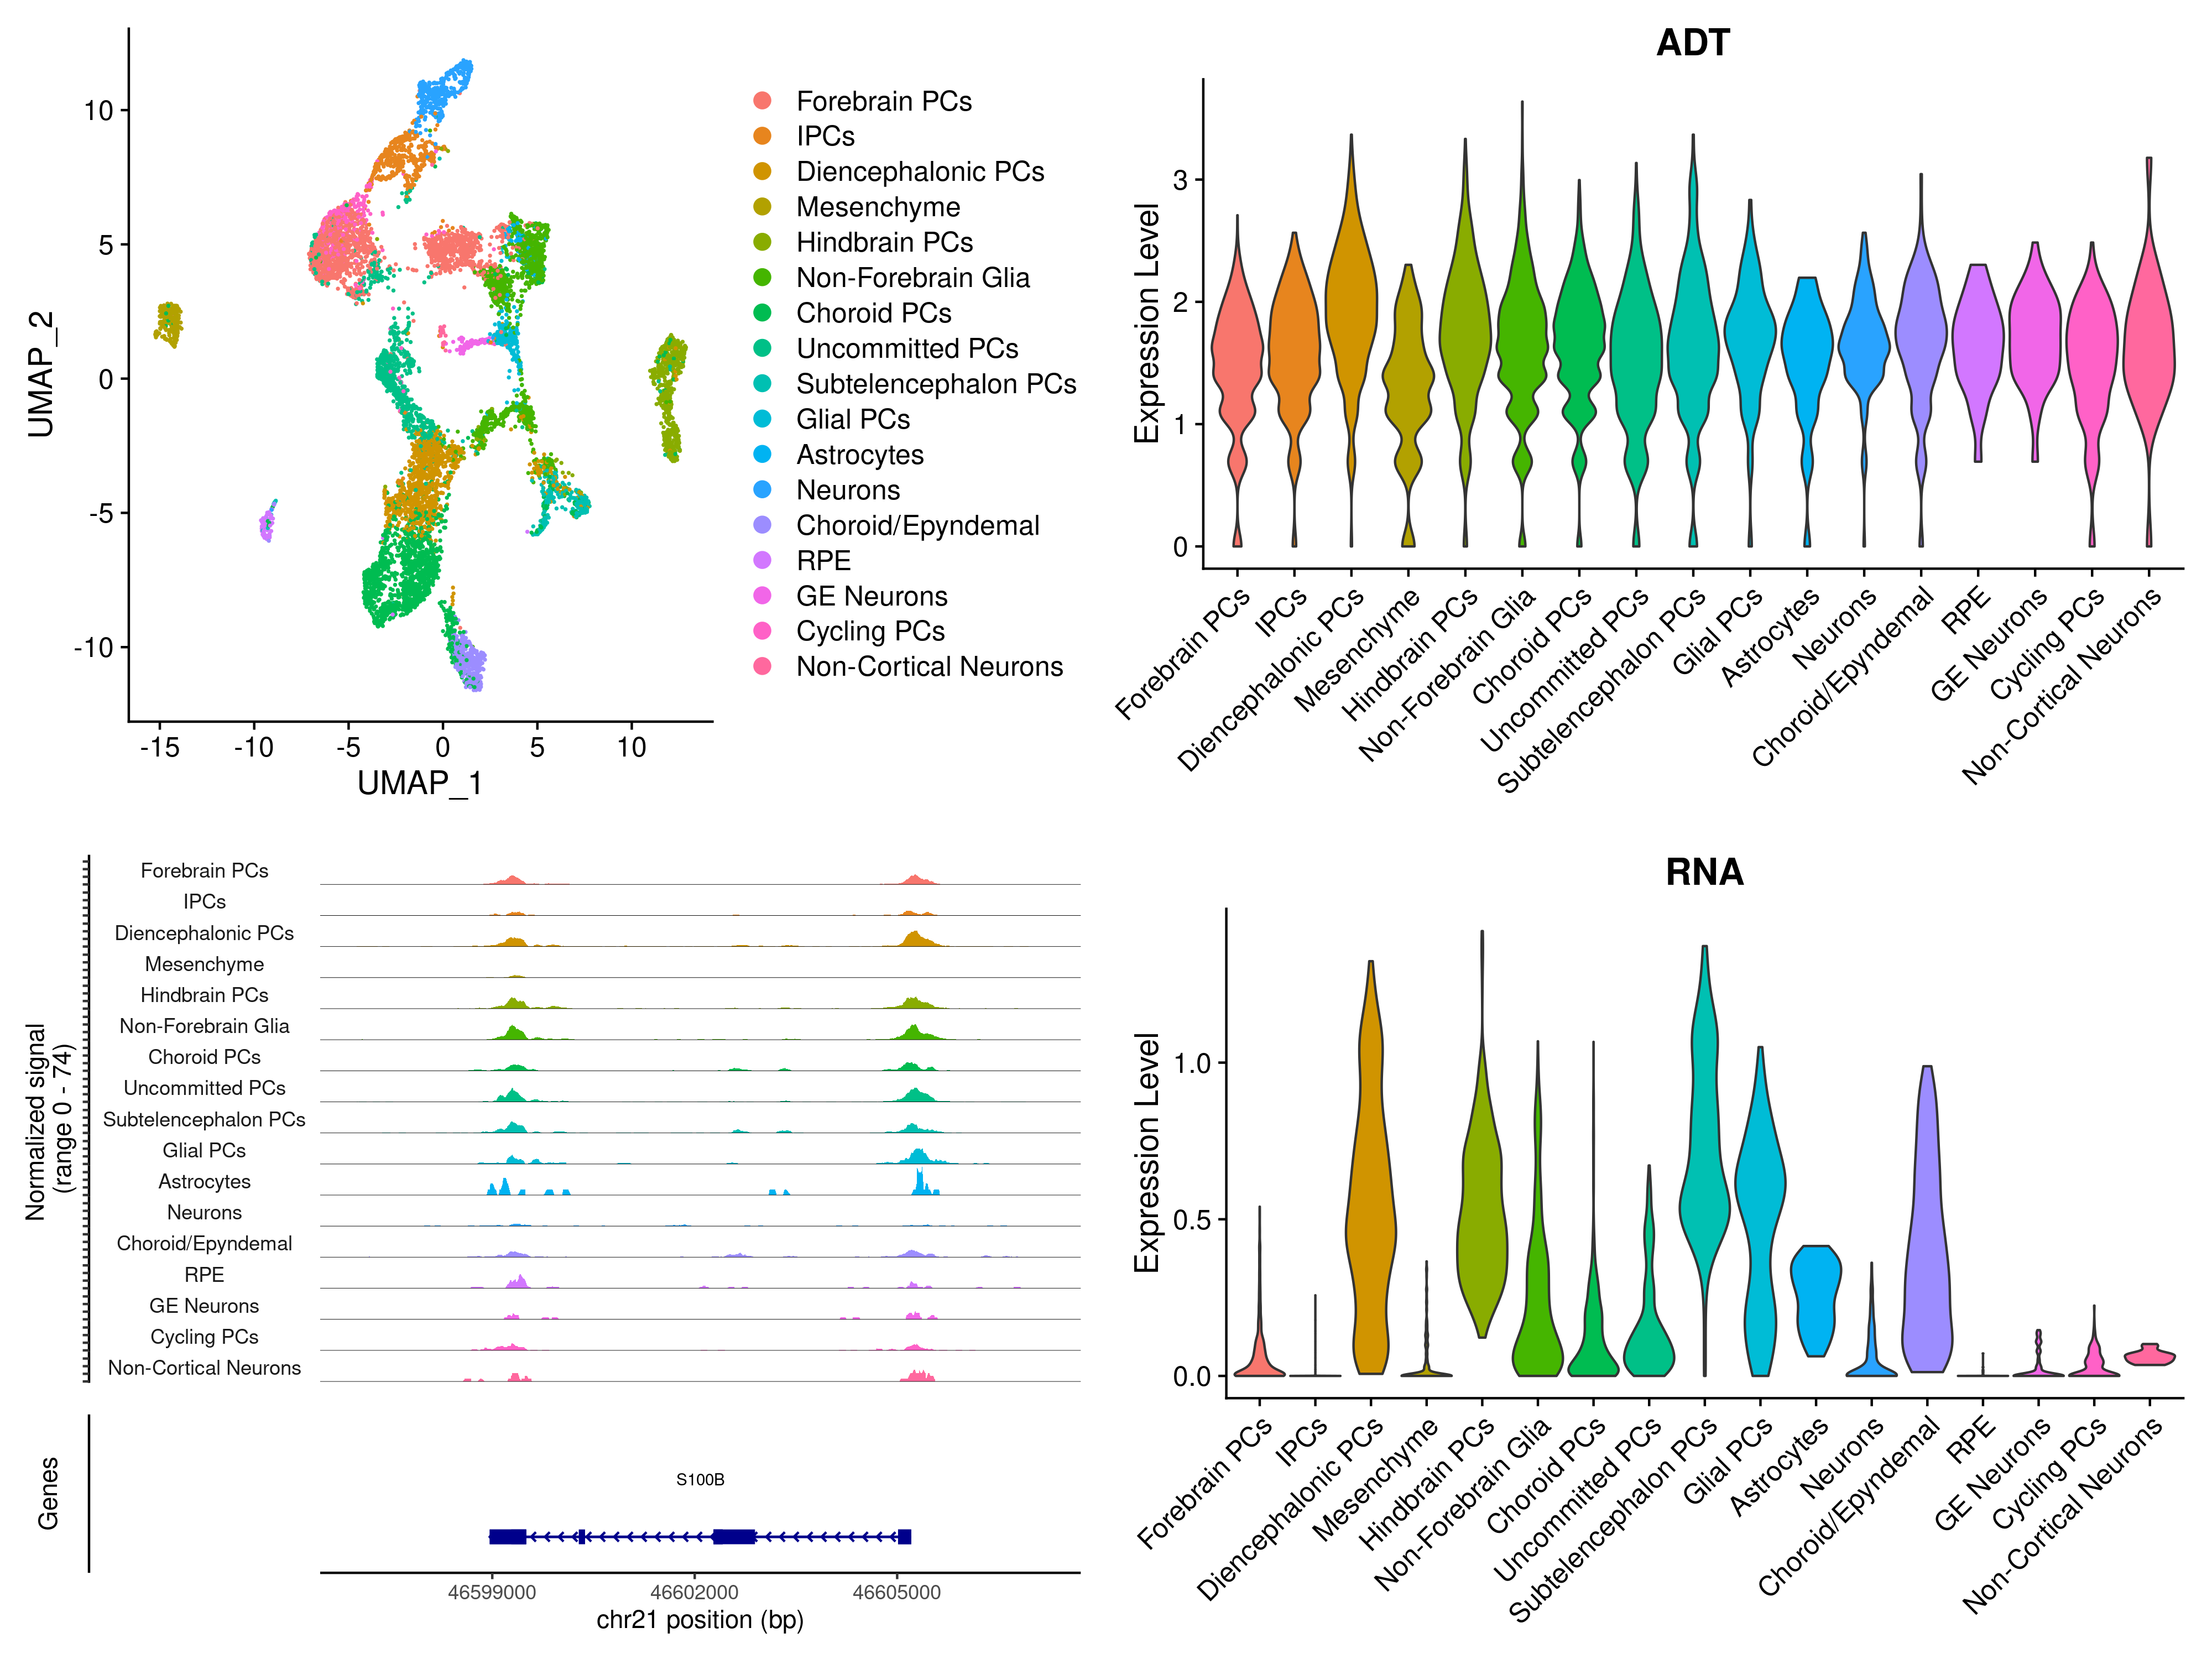 10
5
0
-5
-10
UMAP_2
-15
-10
-5
0
5
10
UMAP_1
Forebrain PCs
IPCs
Diencephalonic PCs
Mesenchyme
Hindbrain PCs
Non-Forebrain Glia
Choroid PCs
Uncommitted PCs
Subtelencephalon PCs
Glial PCs
Astrocytes
Neurons
Choroid/Epyndemal
RPE
GE Neurons
Cycling PCs
Non-Cortical Neurons
ADT
Expression Level
3
2
1
0
Forebrain PCs
IPCs
Diencephalonic PCs
Mesenchyme
Hindbrain PCs
Non-Forebrain Glia
Choroid PCs
Uncommitted PCs
Subtelencephalon PCs
Glial PCs
Astrocytes
Neurons
Choroid/Epyndemal
RPE
GE Neurons
Cycling PCs
Non-Cortical Neurons
Normalized signal
(range 0 - 74)
Forebrain PCs
IPCs
Diencephalonic PCs
Mesenchyme
Hindbrain PCs
Non-Forebrain Glia
Choroid PCs
Uncommitted PCs
Subtelencephalon PCs
Glial PCs
Astrocytes
Neurons
Choroid/Epyndemal
RPE
GE Neurons
Cycling PCs
Non-Cortical Neurons
Genes
S100B
46599000
46602000
46605000
chr21 position (bp)
RNA
Expression Level
1.0
0.5
0.0
Forebrain PCs
IPCs
Diencephalonic PCs
Mesenchyme
Hindbrain PCs
Non-Forebrain Glia
Choroid PCs
Uncommitted PCs
Subtelencephalon PCs
Glial PCs
Astrocytes
Neurons
Choroid/Epyndemal
RPE
GE Neurons
Cycling PCs
Non-Cortical Neurons